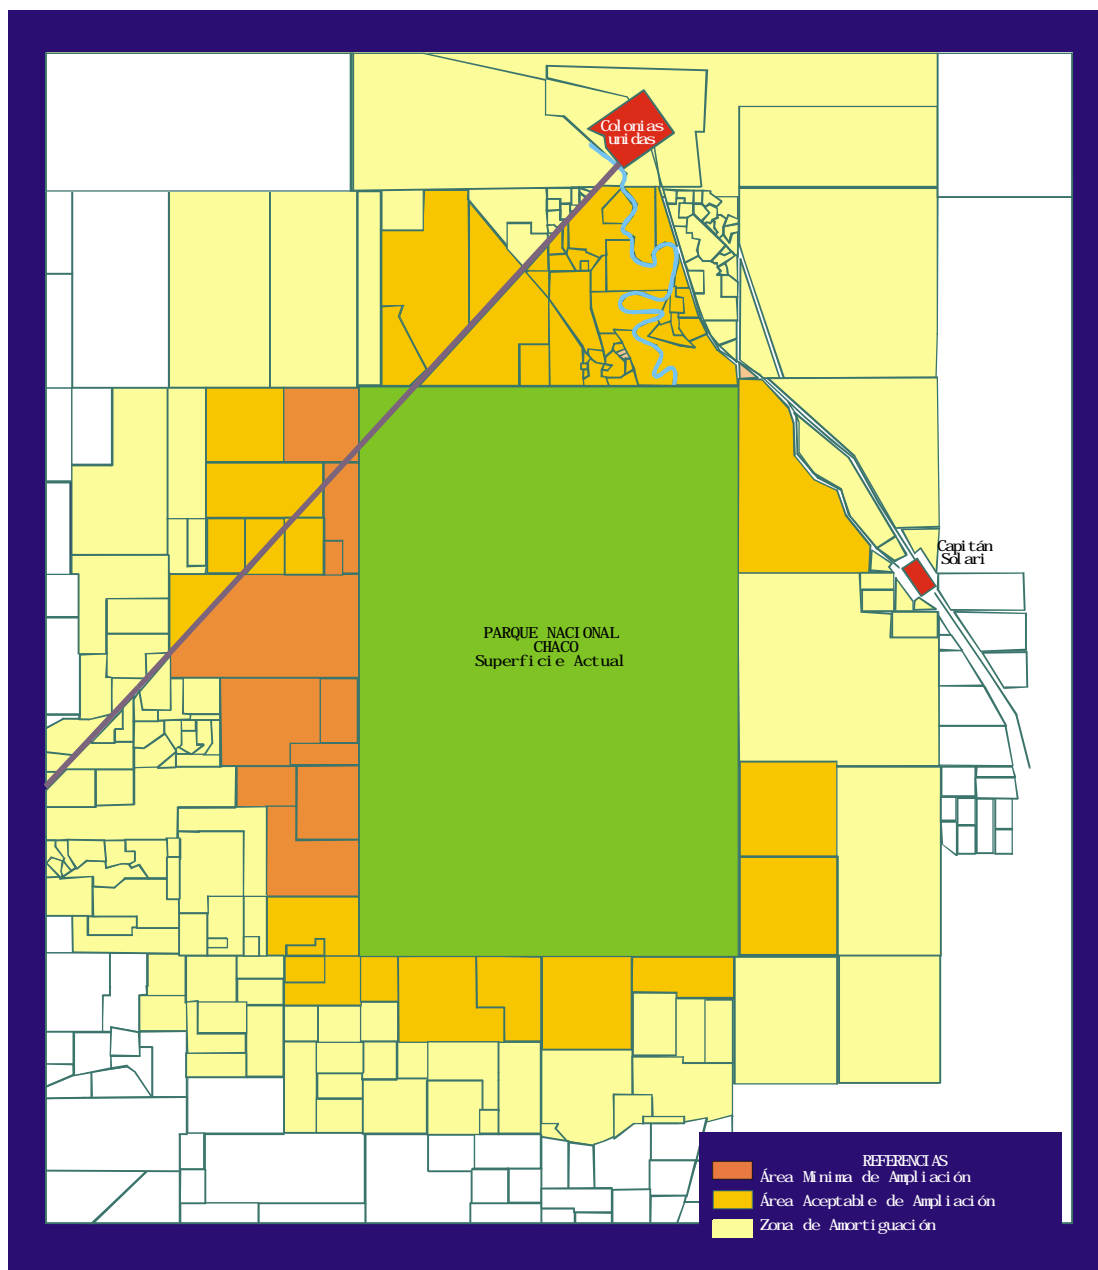 Colonias
unidas
Capitán
Solari
PARQUE NACIONAL
CHACO
Superficie Actual
REFERENCIAS
Área Mínima de Ampliación
Área Aceptable de Ampliación
Zona de Amortiguación